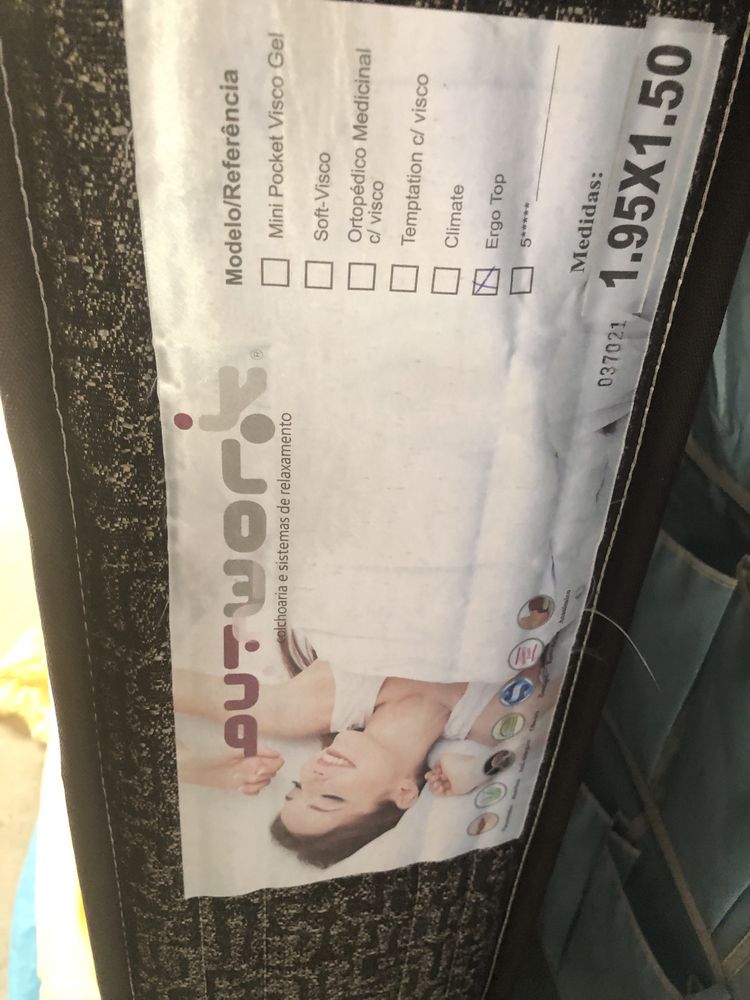 outwork®
colchoaria e sistemas de relaxamento
Modelo/Referência
Mini Pocket Visco Gel
Soft-Visco
Ortopédico Medicinal
c/ visco
Temptation c/ visco
Climate
Ergo Top
5*****
Medidas:
037021 1.95X1.50